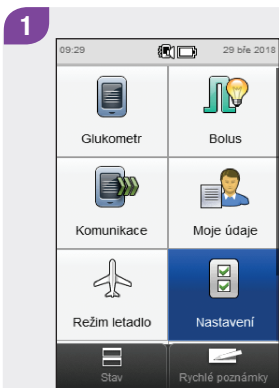 1
09:29 29 bře 2018
Glukometr Bolus
Komunikace Moje údaje
Režim letadlo Nastavení
Stav Rychlé poznámky